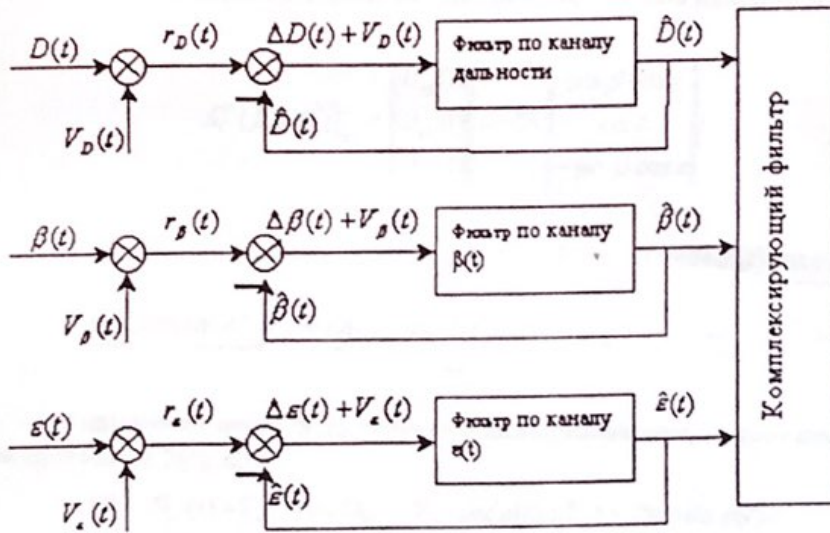 D(t)
r_D(t)
ΔD(t)+V_D(t)
Фильтр по каналу
дальности
D̂(t)
V_D(t)
D̂(t)
β(t)
r_β(t)
Δβ(t)+V_β(t)
Фильтр по каналу
β(t)
β̂(t)
V_β(t)
β̂(t)
ε(t)
r_ε(t)
Δε(t)+V_ε(t)
Фильтр по каналу
ε(t)
ε̂(t)
V_ε(t)
ε̂(t)
Комплексирующий фильтр